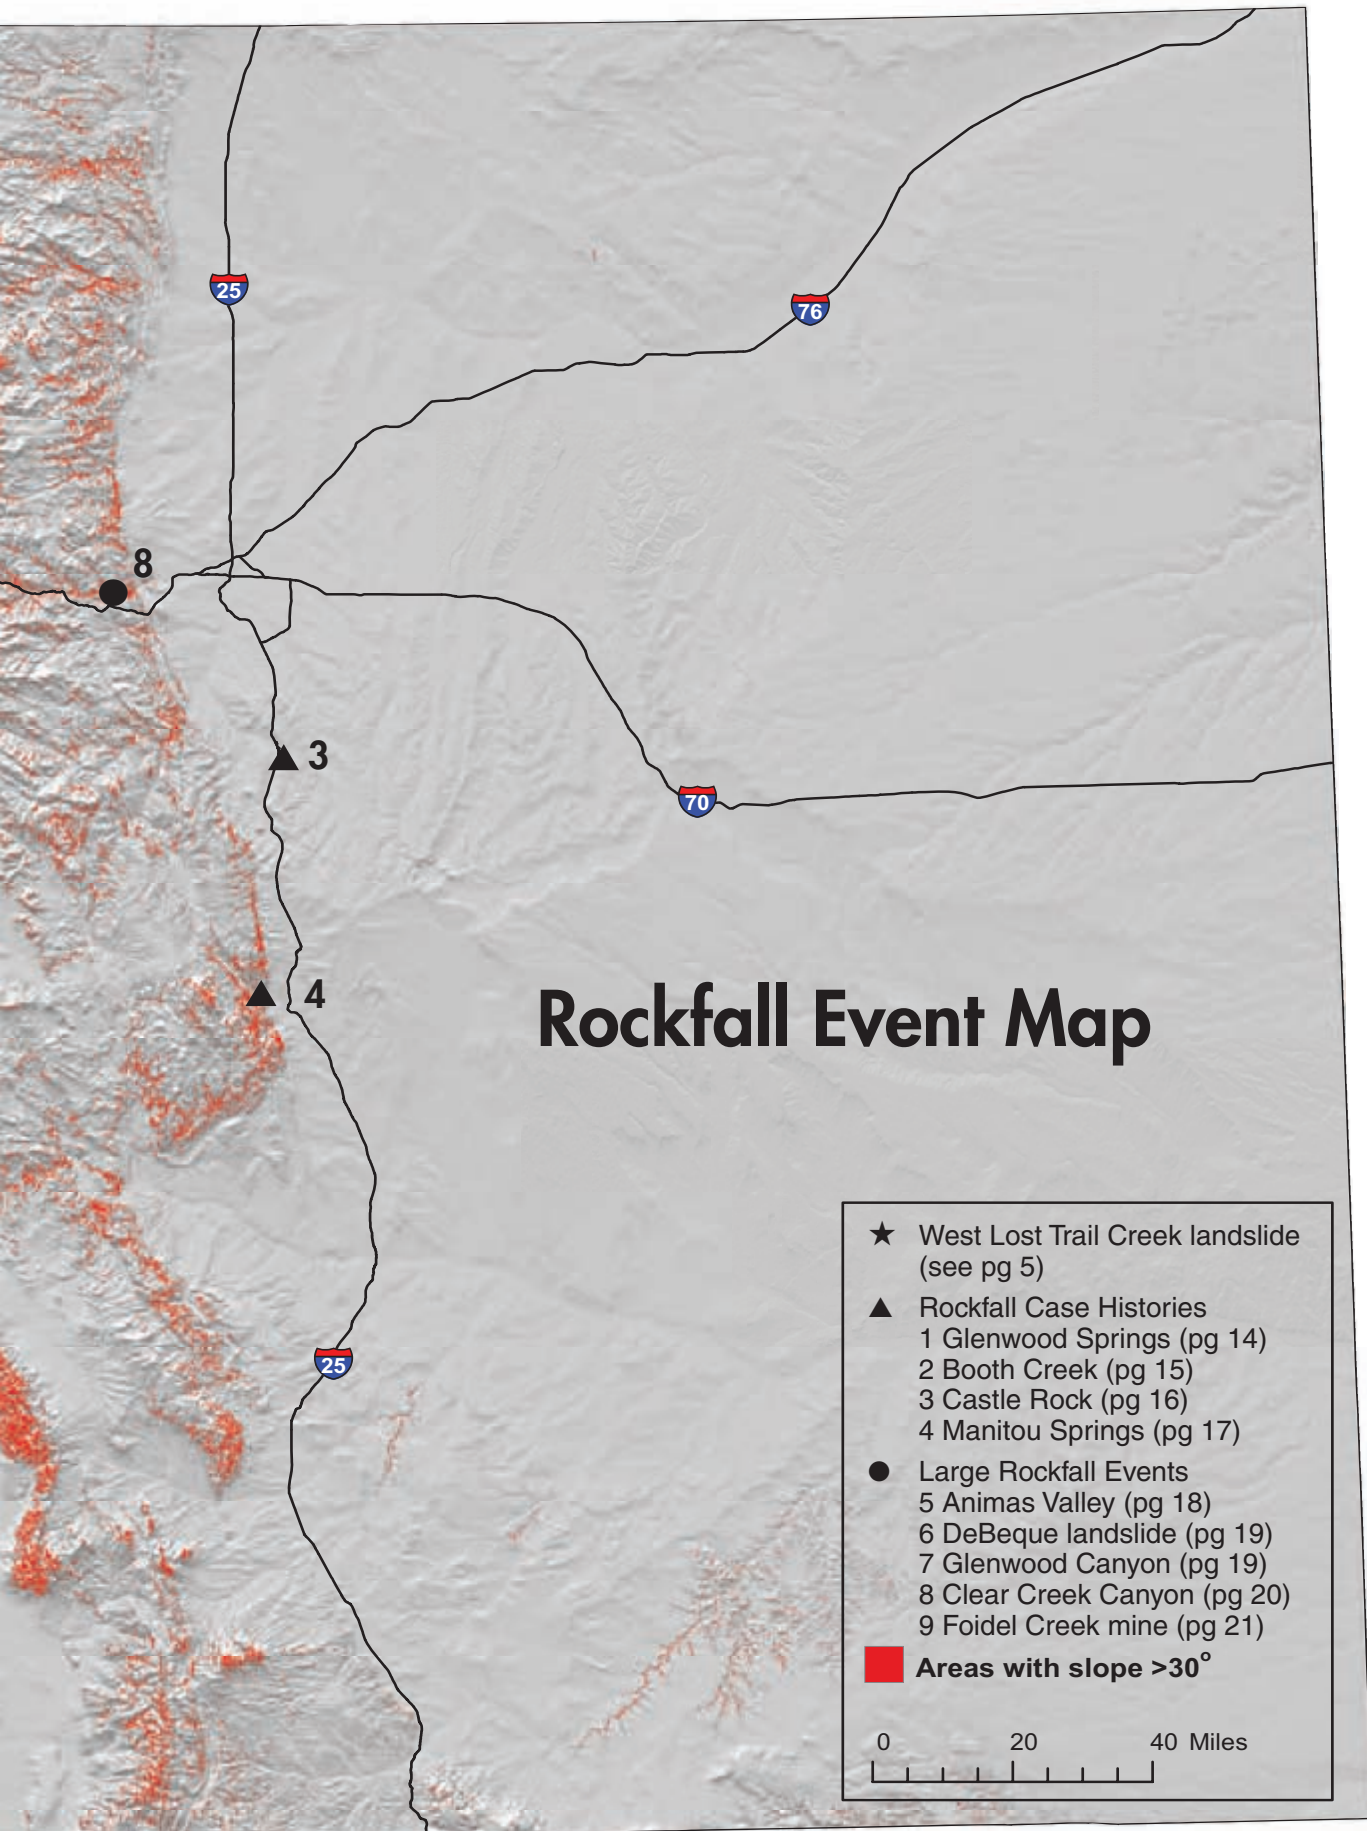 25
76
8
3
70
4
Rockfall Event Map
25
West Lost Trail Creek landslide
(see pg 5)
Rockfall Case Histories
1 Glenwood Springs (pg 14)
2 Booth Creek (pg 15)
3 Castle Rock (pg 16)
4 Manitou Springs (pg 17)
Large Rockfall Events
5 Animas Valley (pg 18)
6 DeBeque landslide (pg 19)
7 Glenwood Canyon (pg 19)
8 Clear Creek Canyon (pg 20)
9 Foidel Creek mine (pg 21)
Areas with slope >30°
0 20 40 Miles